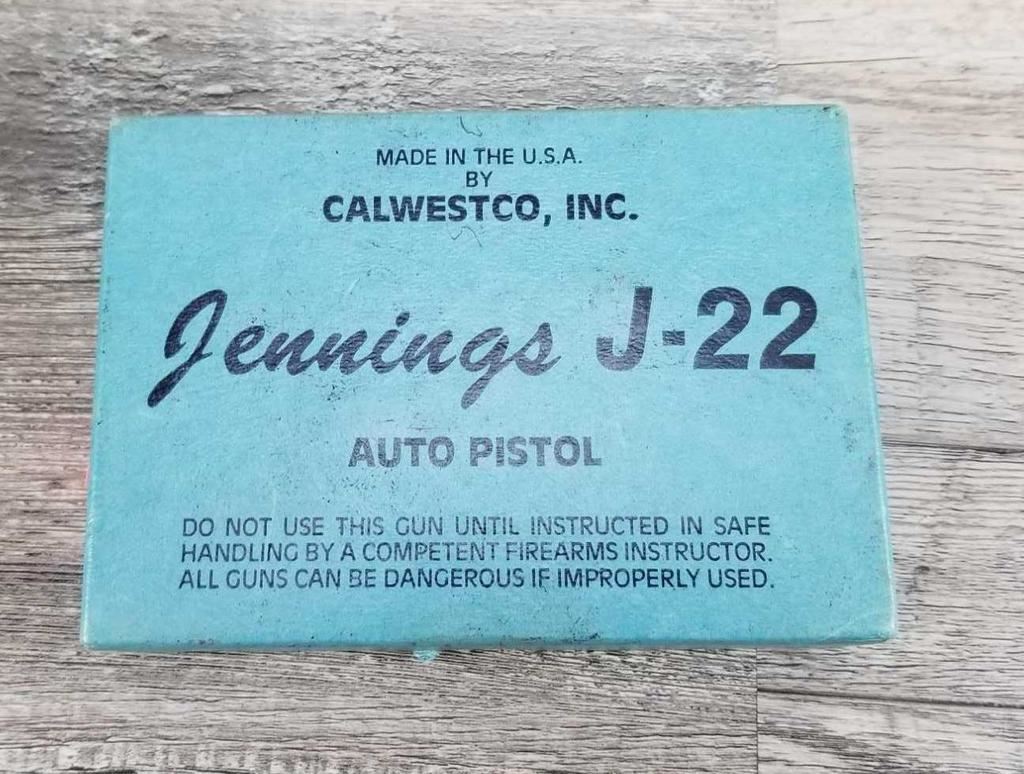 MADE IN THE U.S.A.
BY
CALWESTCO, INC.
Jennings J-22
AUTO PISTOL
DO NOT USE THIS GUN UNTIL INSTRUCTED IN SAFE
HANDLING BY A COMPETENT FIREARMS INSTRUCTOR.
ALL GUNS CAN BE DANGEROUS IF IMPROPERLY USED.